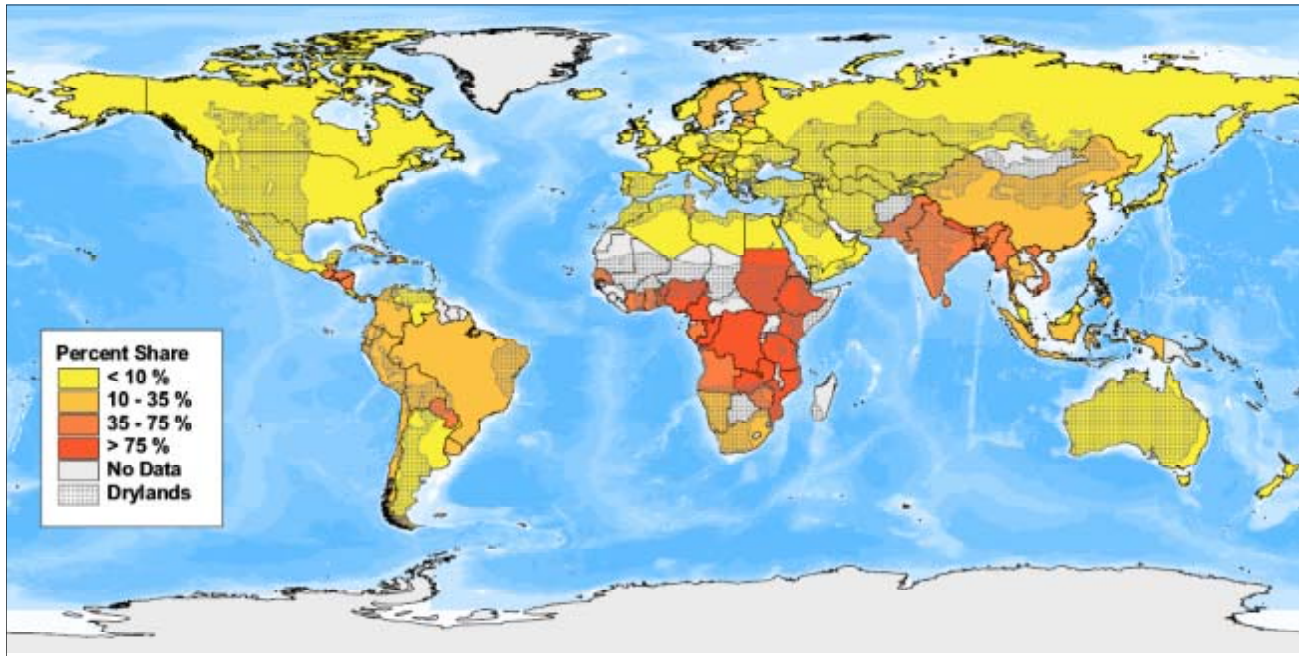 Percent Share
< 10 %
10 - 35 %
35 - 75 %
> 75 %
No Data
Drylands